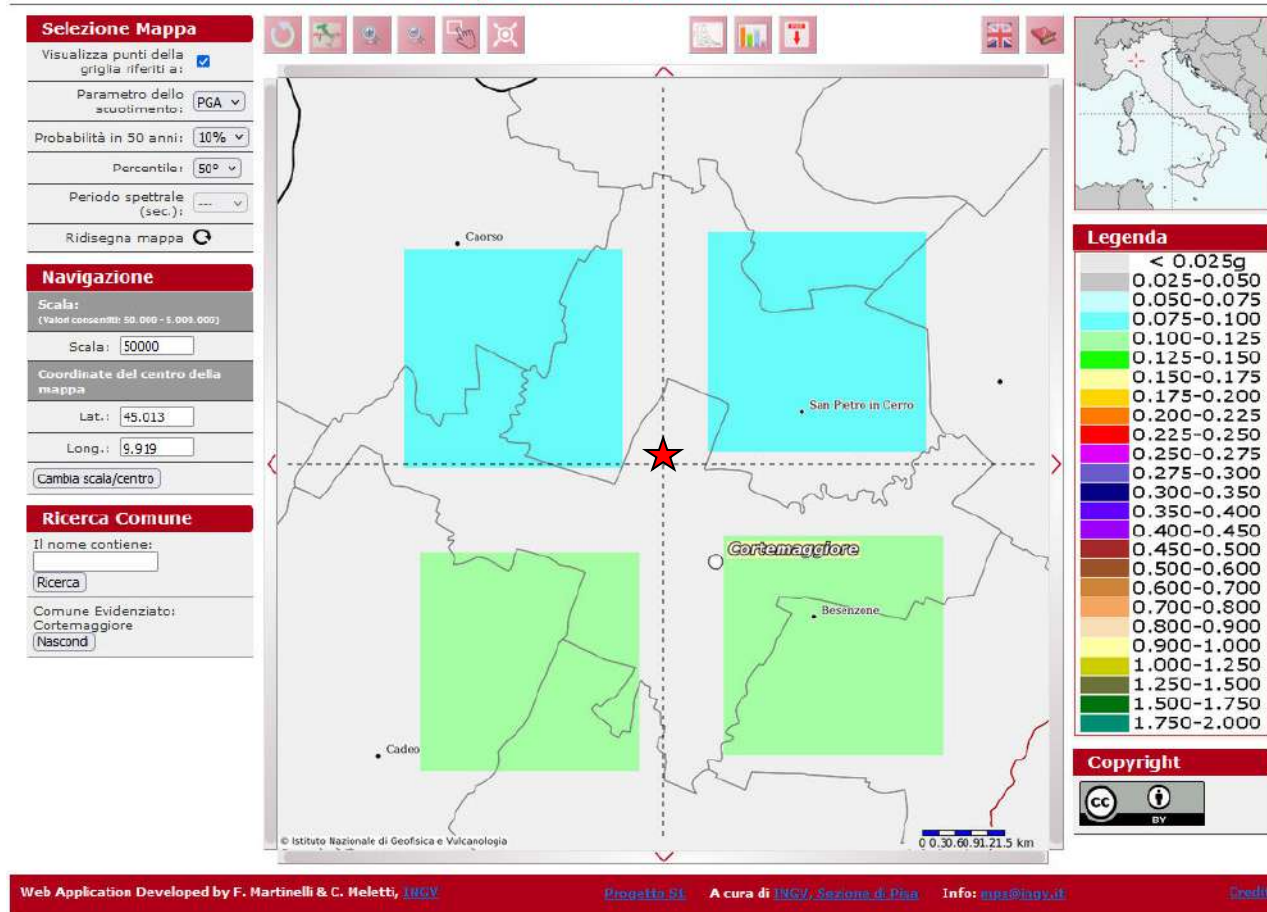 Selezione Mappa
Visualizza punti della
griglia riferiti a:
Parametro dello
scuotimento: PGA
Probabilità in 50 anni: 10%
Percentile: 50°
Periodo spettrale
(sec.): ---
Ridisegna mappa
Navigazione
Scala:
(Valori consentiti: 50.000 - 5.000.000)
Scala: 50000
Coordinate del centro della
mappa
Lat.: 45.013
Long.: 9.919
Cambia scala/centro
Ricerca Comune
Il nome contiene:
Ricerca
Comune Evidenziato:
Cortemaggiore
Nascondi
Caorso
San Pietro in Cerro
Cortemaggiore
Besenzone
Cadeo
© Istituto Nazionale di Geofisica e Vulcanologia
0 0.30.60.91.21.5 km
Legenda
< 0.025g
0.025-0.050
0.050-0.075
0.075-0.100
0.100-0.125
0.125-0.150
0.150-0.175
0.175-0.200
0.200-0.225
0.225-0.250
0.250-0.275
0.275-0.300
0.300-0.350
0.350-0.400
0.400-0.450
0.450-0.500
0.500-0.600
0.600-0.700
0.700-0.800
0.800-0.900
0.900-1.000
1.000-1.250
1.250-1.500
1.500-1.750
1.750-2.000
Copyright
cc
BY
Web Application Developed by F. Martinelli & C. Meletti, INGV
Progetto S1 A cura di INGV, Sezione di Pisa Info: mps@ingv.it